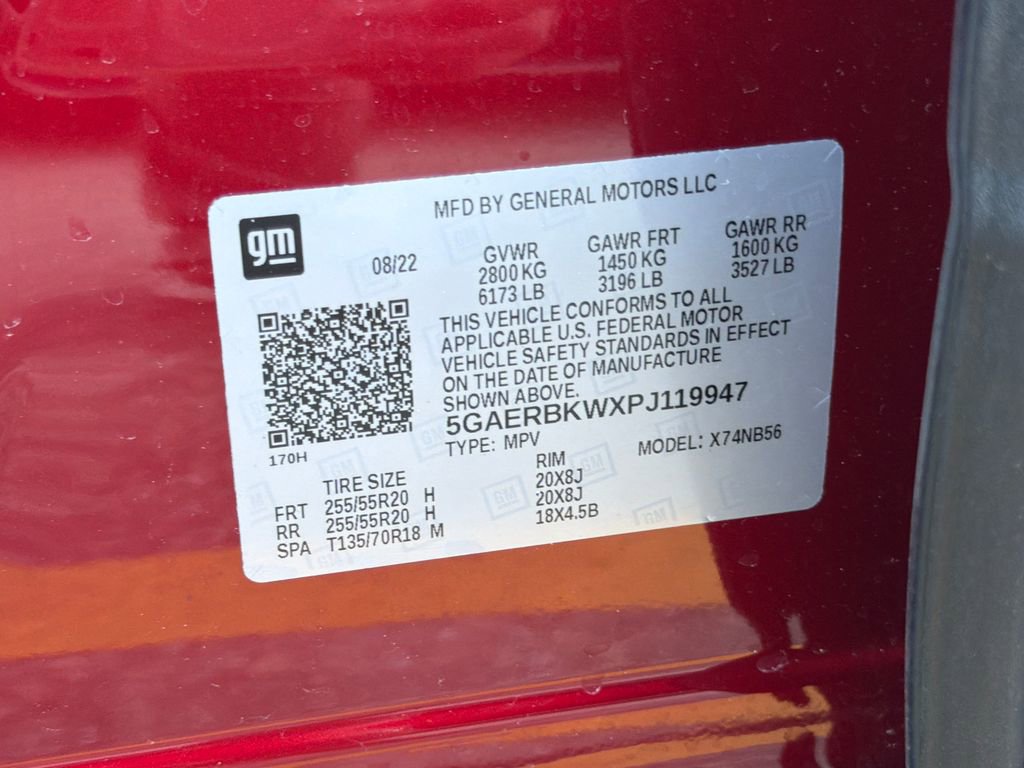 MFD BY GENERAL MOTORS LLC
gm
08/22
GVWR
2800 KG
6173 LB
GAWR FRT
1450 KG
3196 LB
GAWR RR
1600 KG
3527 LB
THIS VEHICLE CONFORMS TO ALL
APPLICABLE U.S. FEDERAL MOTOR
VEHICLE SAFETY STANDARDS IN EFFECT
ON THE DATE OF MANUFACTURE
SHOWN ABOVE.
5GAERBKWXPJ119947
TYPE: MPV
MODEL: X74NB56
170H
TIRE SIZE RIM
FRT 255/55R20 H 20X8J
RR 255/55R20 H 20X8J
SPA T135/70R18 M 18X4.5B